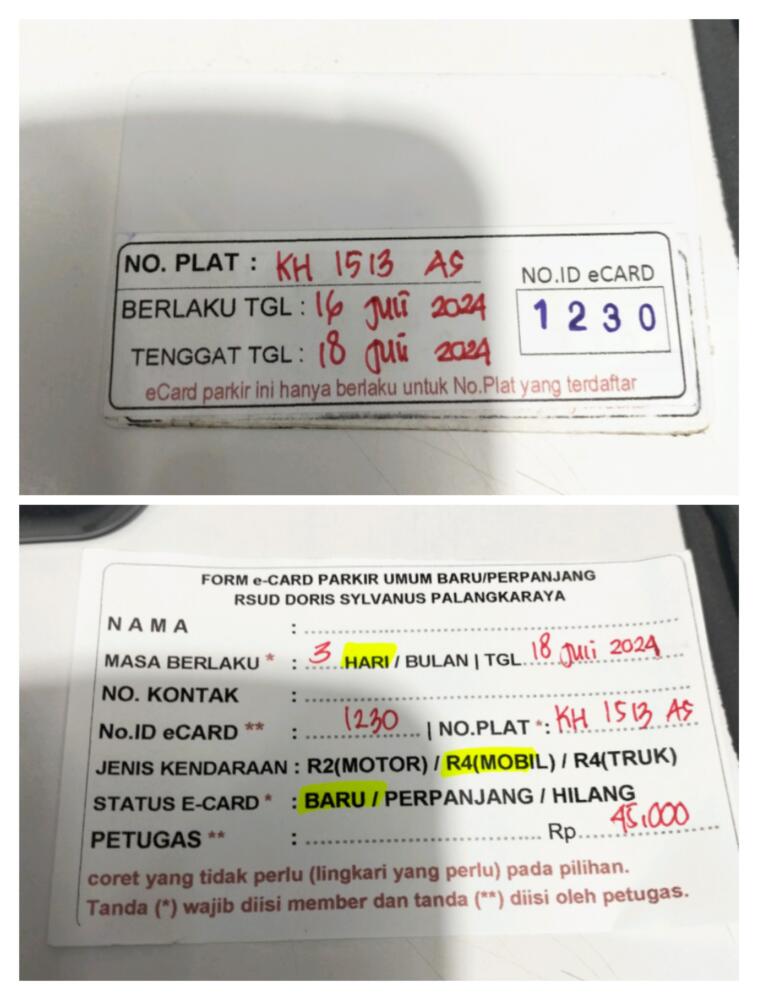 NO. PLAT : KH 1513 AS
NO.ID eCARD
BERLAKU TGL : 16 Juli 2024
1230
TENGGAT TGL : 18 Juli 2024
eCard parkir ini hanya berlaku untuk No.Plat yang terdaftar
FORM e-CARD PARKIR UMUM BARU/PERPANJANG
RSUD DORIS SYLVANUS PALANGKARAYA
NAMA :
MASA BERLAKU * : 3 HARI / BULAN | TGL. 18 Juli 2024
NO. KONTAK :
No.ID eCARD ** : 1230 | NO.PLAT *: KH 1513 AS
JENIS KENDARAAN : R2(MOTOR) / R4(MOBIL) / R4(TRUK)
STATUS E-CARD * : BARU / PERPANJANG / HILANG
PETUGAS ** : Rp. 45,000
coret yang tidak perlu (lingkari yang perlu) pada pilihan.
Tanda (*) wajib diisi member dan tanda (**) diisi oleh petugas.